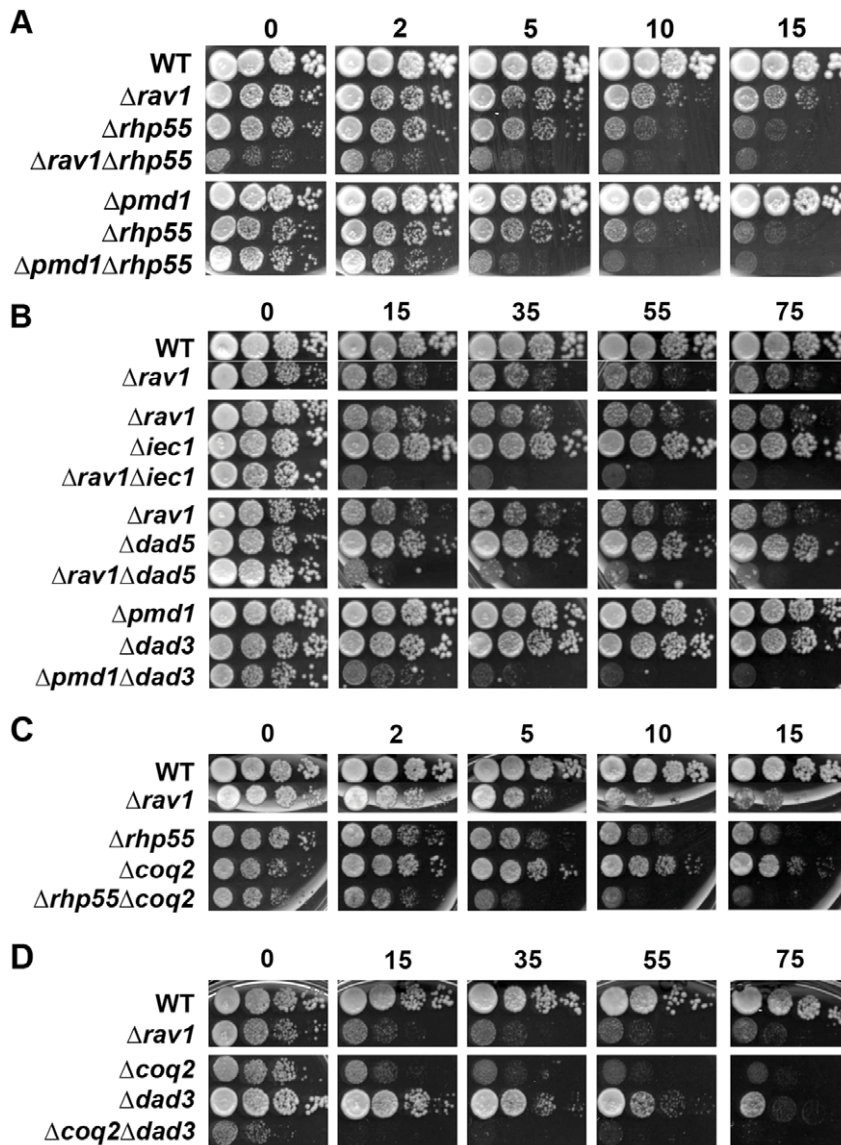 A
0 2 5 10 15
WT
Δrav1
Δrhp55
Δrav1Δrhp55
Δpmd1
Δrhp55
Δpmd1Δrhp55
B
0 15 35 55 75
WT
Δrav1
Δrav1
Δiec1
Δrav1Δiec1
Δrav1
Δdad5
Δrav1Δdad5
Δpmd1
Δdad3
Δpmd1Δdad3
C
0 2 5 10 15
WT
Δrav1
Δrhp55
Δcoq2
Δrhp55Δcoq2
D
0 15 35 55 75
WT
Δrav1
Δcoq2
Δdad3
Δcoq2Δdad3